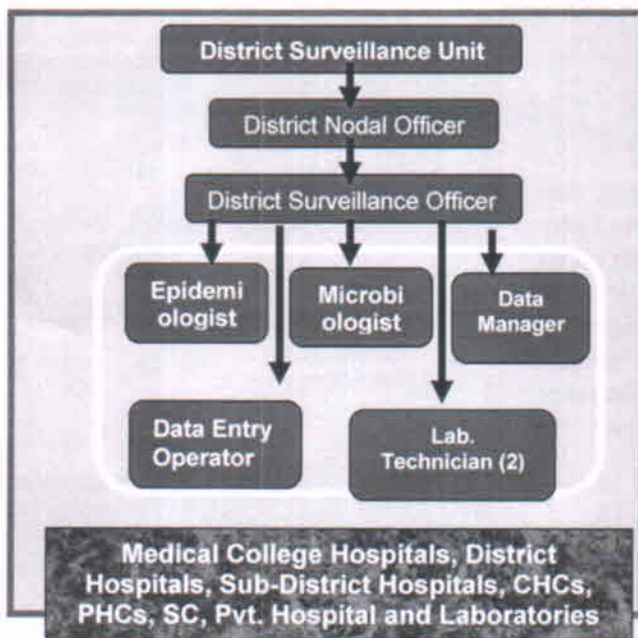 District Surveillance Unit
District Nodal Officer
District Surveillance Officer
Epidemi
ologist
Microbi
ologist
Data
Manager
Data Entry
Operator
Lab.
Technician (2)
Medical College Hospitals, District
Hospitals, Sub-District Hospitals, CHCs,
PHCs, SC, Pvt. Hospital and Laboratories